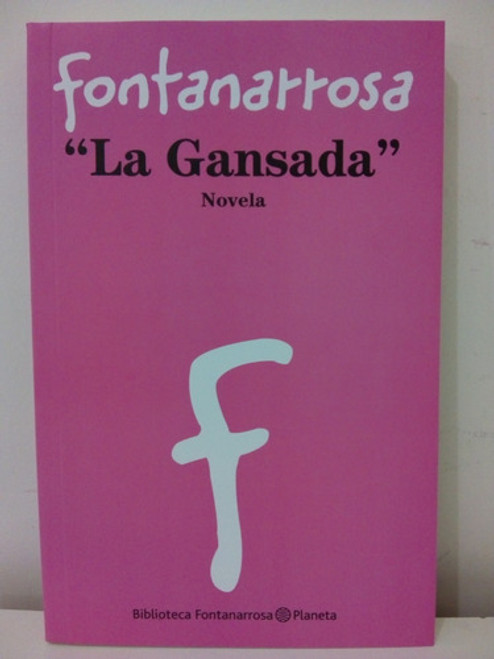 fontanarrosa
“La Gansada”
Novela
f
Biblioteca Fontanarrosa Planeta